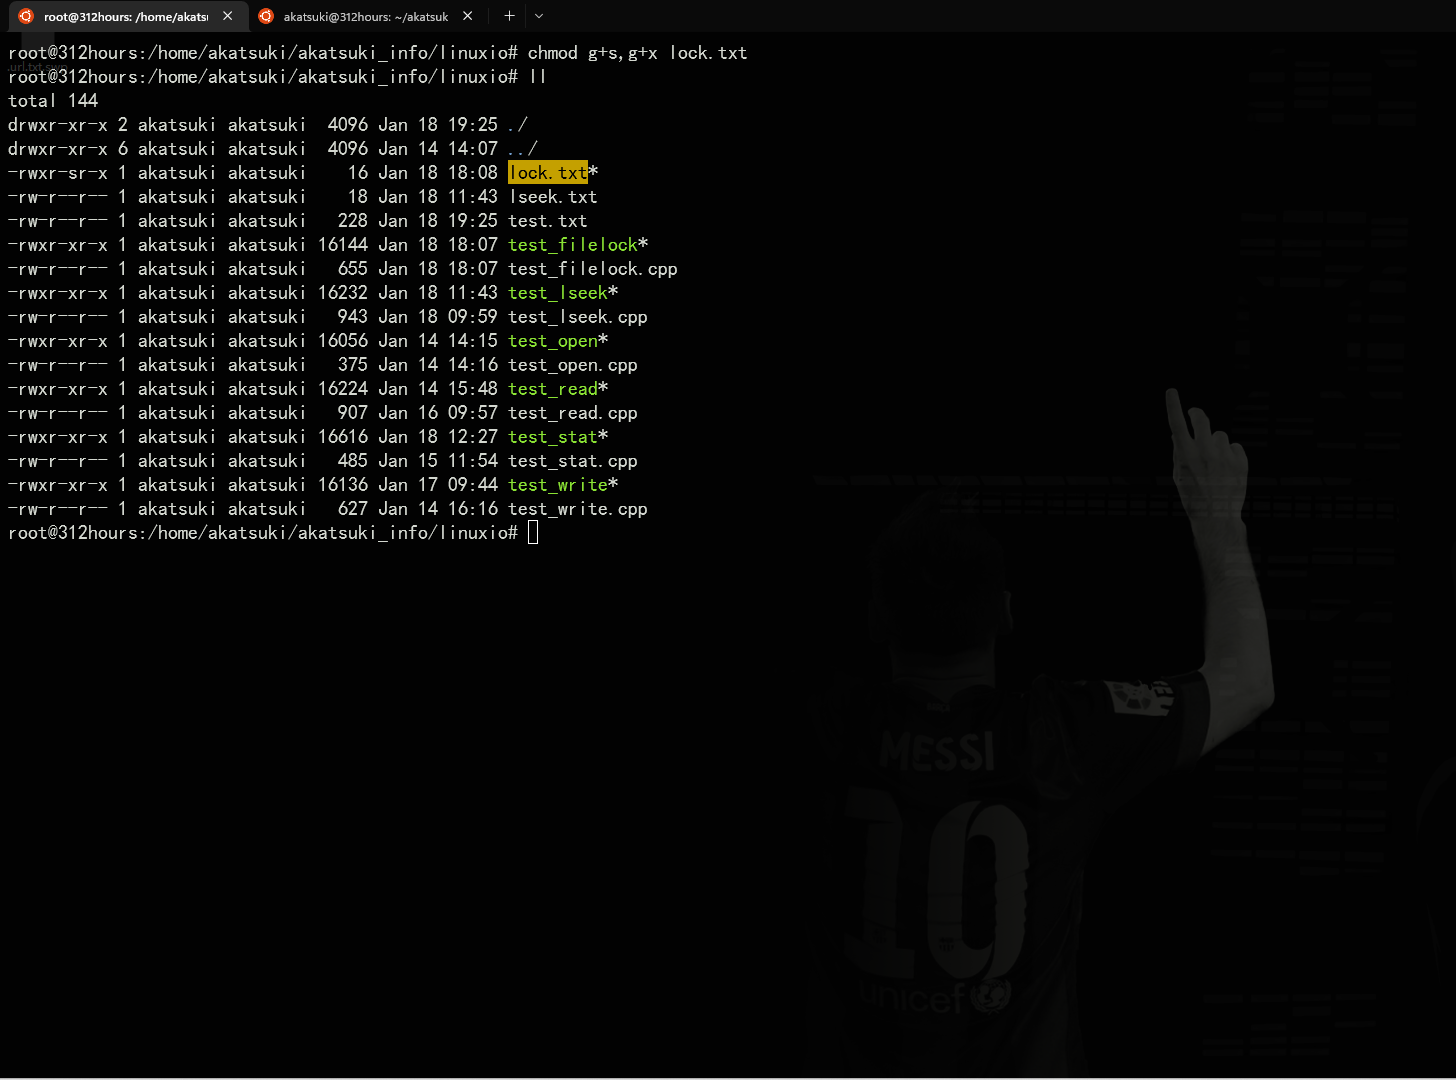 root@312hours: /home/akatsu
akatsuki@312hours: ~/akatsuk
root@312hours:/home/akatsuki/akatsuki_info/linuxio# chmod g+s,g+x lock.txt
root@312hours:/home/akatsuki/akatsuki_info/linuxio# ll
total 144
drwxr-xr-x 2 akatsuki akatsuki  4096 Jan 18 19:25 ./
drwxr-xr-x 6 akatsuki akatsuki  4096 Jan 14 14:07 ../
-rwxr-sr-x 1 akatsuki akatsuki    16 Jan 18 18:08 lock.txt*
-rw-r--r-- 1 akatsuki akatsuki    18 Jan 18 11:43 lseek.txt
-rw-r--r-- 1 akatsuki akatsuki   228 Jan 18 19:25 test.txt
-rwxr-xr-x 1 akatsuki akatsuki 16144 Jan 18 18:07 test_filelock*
-rw-r--r-- 1 akatsuki akatsuki   655 Jan 18 18:07 test_filelock.cpp
-rwxr-xr-x 1 akatsuki akatsuki 16232 Jan 18 11:43 test_lseek*
-rw-r--r-- 1 akatsuki akatsuki   943 Jan 18 09:59 test_lseek.cpp
-rwxr-xr-x 1 akatsuki akatsuki 16056 Jan 14 14:15 test_open*
-rw-r--r-- 1 akatsuki akatsuki   375 Jan 14 14:16 test_open.cpp
-rwxr-xr-x 1 akatsuki akatsuki 16224 Jan 14 15:48 test_read*
-rw-r--r-- 1 akatsuki akatsuki   907 Jan 16 09:57 test_read.cpp
-rwxr-xr-x 1 akatsuki akatsuki 16616 Jan 18 12:27 test_stat*
-rw-r--r-- 1 akatsuki akatsuki   485 Jan 15 11:54 test_stat.cpp
-rwxr-xr-x 1 akatsuki akatsuki 16136 Jan 17 09:44 test_write*
-rw-r--r-- 1 akatsuki akatsuki   627 Jan 14 16:16 test_write.cpp
root@312hours:/home/akatsuki/akatsuki_info/linuxio#
MESSI
10
unicef